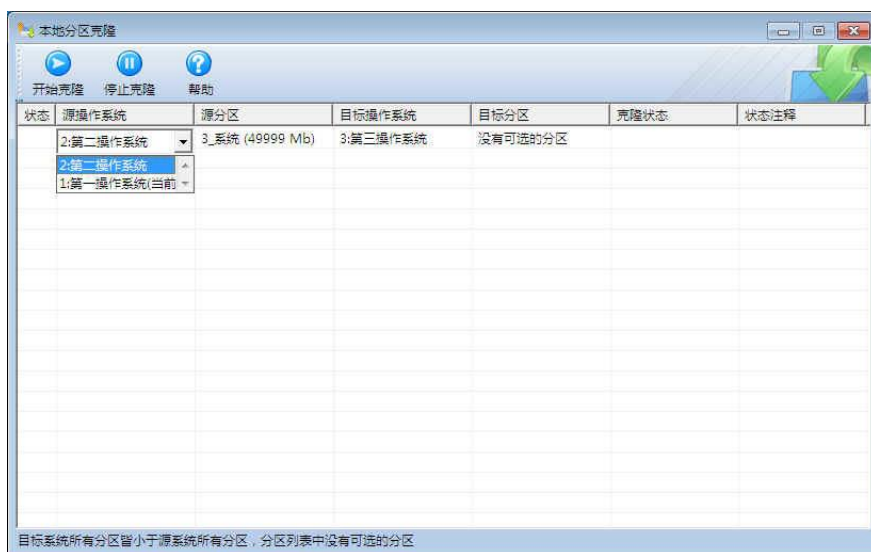 本地分区克隆
开始克隆 停止克隆 帮助
状态 源操作系统 源分区 目标操作系统 目标分区 克隆状态 状态注释
2:第二操作系统 3_系统 (49999 Mb) 3:第三操作系统 没有可选的分区
2:第二操作系统
1:第一操作系统(当前
目标系统所有分区皆小于源系统所有分区，分区列表中没有可选的分区